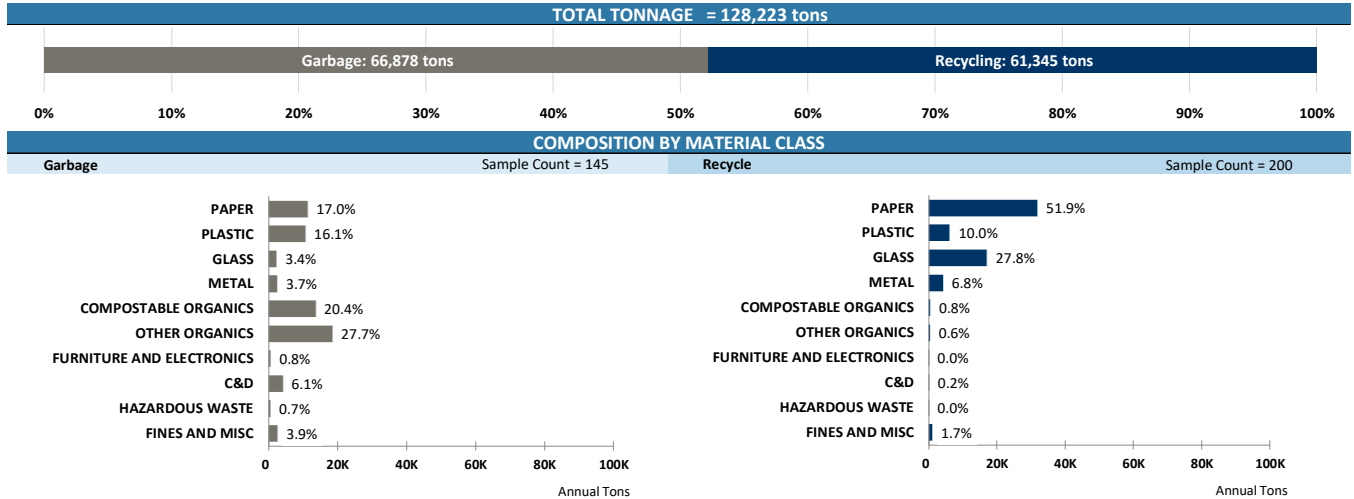 TOTAL TONNAGE = 128,223 tons
Garbage: 66,878 tons Recycling: 61,345 tons
0% 10% 20% 30% 40% 50% 60% 70% 80% 90% 100%
COMPOSITION BY MATERIAL CLASS
Garbage Sample Count = 145 Recycle Sample Count = 200
PAPER 17.0% PAPER 51.9%
PLASTIC 16.1% PLASTIC 10.0%
GLASS 3.4% GLASS 27.8%
METAL 3.7% METAL 6.8%
COMPOSTABLE ORGANICS 20.4% COMPOSTABLE ORGANICS 0.8%
OTHER ORGANICS 27.7% OTHER ORGANICS 0.6%
FURNITURE AND ELECTRONICS 0.8% FURNITURE AND ELECTRONICS 0.0%
C&D 6.1% C&D 0.2%
HAZARDOUS WASTE 0.7% HAZARDOUS WASTE 0.0%
FINES AND MISC 3.9% FINES AND MISC 1.7%
0 20K 40K 60K 80K 100K 0 20K 40K 60K 80K 100K
Annual Tons Annual Tons